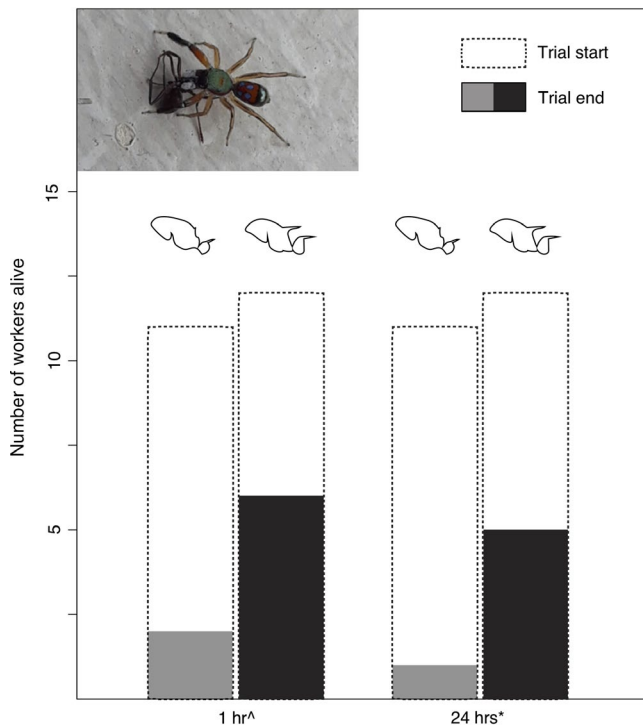 Trial start
Trial end
Number of workers alive
15
10
5
1 hr^
24 hrs*